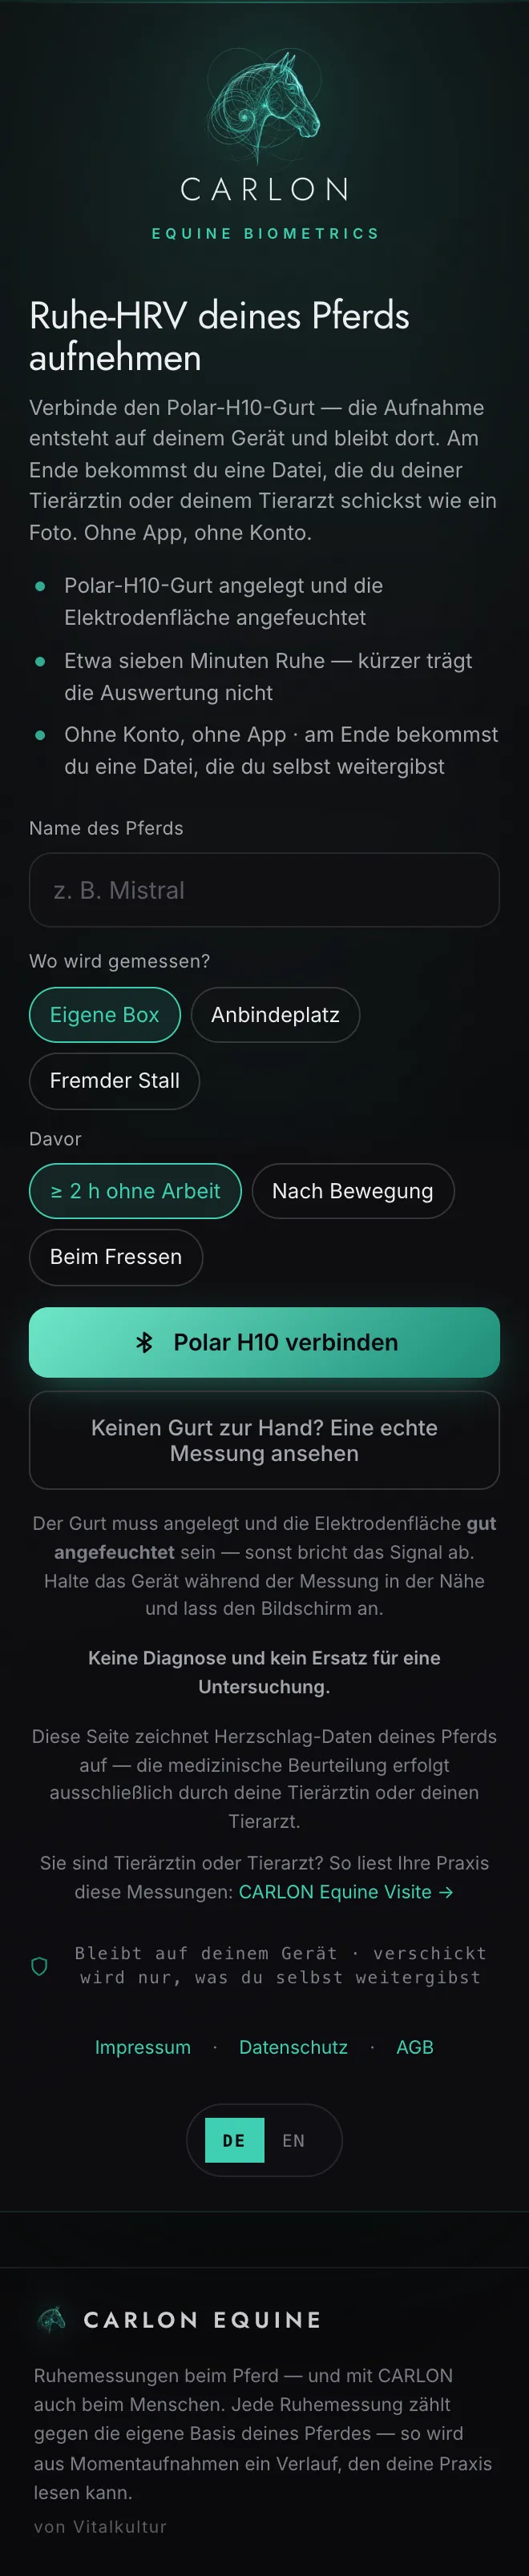 CARLON
EQUINE BIOMETRICS
Ruhe-HRV deines Pferds
aufnehmen
Verbinde den Polar-H10-Gurt — die Aufnahme
entsteht auf deinem Gerät und bleibt dort. Am
Ende bekommst du eine Datei, die du deiner
Tierärztin oder deinem Tierarzt schickst wie ein
Foto. Ohne App, ohne Konto.
Polar-H10-Gurt angelegt und die
Elektrodenfläche angefeuchtet
Etwa sieben Minuten Ruhe — kürzer trägt
die Auswertung nicht
Ohne Konto, ohne App · am Ende bekommst
du eine Datei, die du selbst weitergibst
Name des Pferds
z. B. Mistral
Wo wird gemessen?
Eigene Box Anbindeplatz
Fremder Stall
Davor
≥ 2 h ohne Arbeit Nach Bewegung
Beim Fressen
Polar H10 verbinden
Keinen Gurt zur Hand? Eine echte
Messung ansehen
Der Gurt muss angelegt und die Elektrodenfläche gut
angefeuchtet sein — sonst bricht das Signal ab.
Halte das Gerät während der Messung in der Nähe
und lass den Bildschirm an.
Keine Diagnose und kein Ersatz für eine
Untersuchung.
Diese Seite zeichnet Herzschlag-Daten deines Pferds
auf — die medizinische Beurteilung erfolgt
ausschließlich durch deine Tierärztin oder deinen
Tierarzt.
Sie sind Tierärztin oder Tierarzt? So liest Ihre Praxis
diese Messungen: CARLON Equine Visite →
Bleibt auf deinem Gerät · verschickt
wird nur, was du selbst weitergibst
Impressum · Datenschutz · AGB
DE EN
CARLON EQUINE
Ruhemessungen beim Pferd — und mit CARLON
auch beim Menschen. Jede Ruhemessung zählt
gegen die eigene Basis deines Pferdes — so wird
aus Momentaufnahmen ein Verlauf, den deine Praxis
lesen kann.
von Vitalkultur